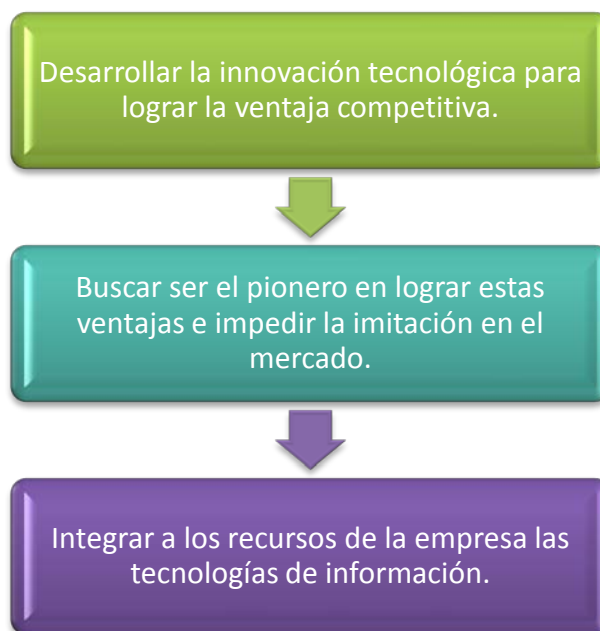 Desarrollar la innovación tecnológica para
lograr la ventaja competitiva.
Buscar ser el pionero en lograr estas
ventajas e impedir la imitación en el
mercado.
Integrar a los recursos de la empresa las
tecnologías de información.